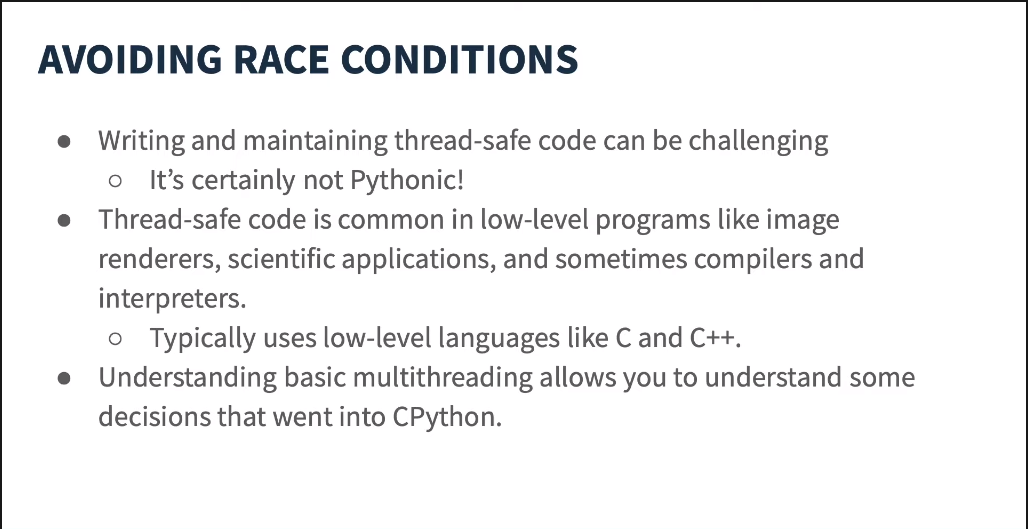 AVOIDING RACE CONDITIONS
● Writing and maintaining thread-safe code can be challenging
○ It’s certainly not Pythonic!
● Thread-safe code is common in low-level programs like image
renderers, scientific applications, and sometimes compilers and
interpreters.
○ Typically uses low-level languages like C and C++.
● Understanding basic multithreading allows you to understand some
decisions that went into CPython.